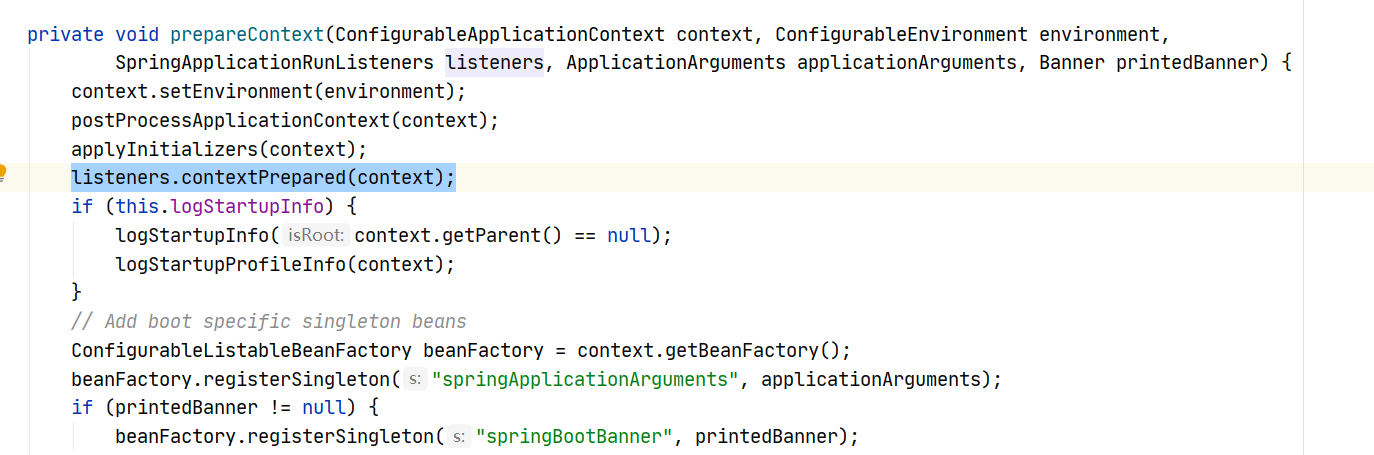 private void prepareContext(ConfigurableApplicationContext context, ConfigurableEnvironment environment,
SpringApplicationRunListeners listeners, ApplicationArguments applicationArguments, Banner printedBanner) {
context.setEnvironment(environment);
postProcessApplicationContext(context);
applyInitializers(context);
listeners.contextPrepared(context);
if (this.logStartupInfo) {
logStartupInfo( isRoot: context.getParent() == null);
logStartupProfileInfo(context);
}
// Add boot specific singleton beans
ConfigurableListableBeanFactory beanFactory = context.getBeanFactory();
beanFactory.registerSingleton( s: "springApplicationArguments", applicationArguments);
if (printedBanner != null) {
beanFactory.registerSingleton( s: "springBootBanner", printedBanner);